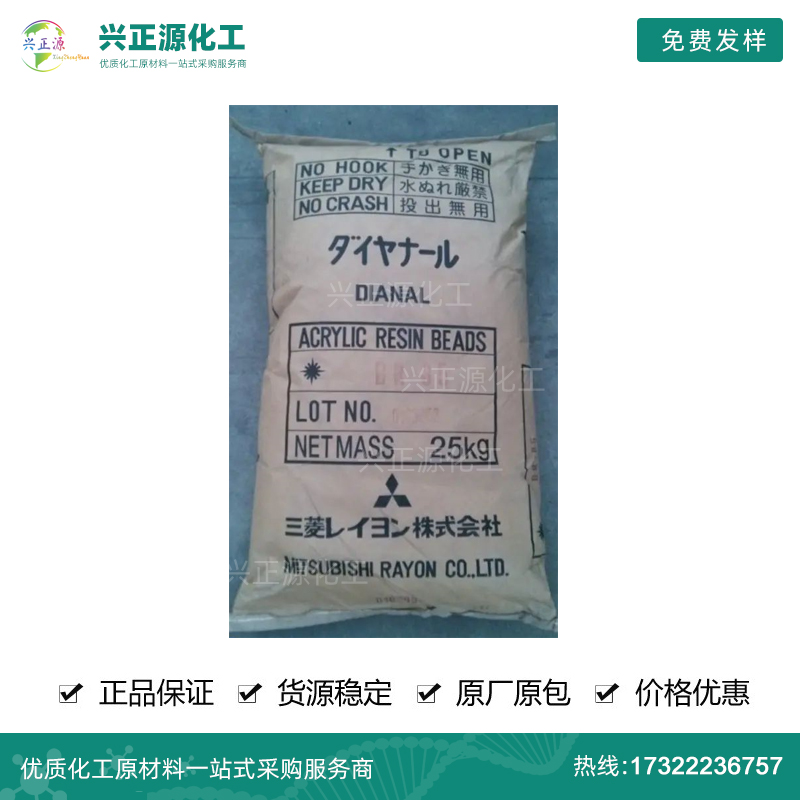 兴正源
XingZhengYuan
兴正源化工
优质化工原材料一站式采购服务商
免费发样
↑ TO OPEN
NO HOOK 手かぎ無用
KEEP DRY 水ぬれ厳禁
NO CRASH 投出無用
ダイヤナール
DIANAL
兴正源化工
ACRYLIC RESIN BEADS
兴正源化工
LOT NO.
NET MASS 25kg
兴正源化工
三菱レイヨン株式会社
兴正源化工
MITSUBISHI RAYON CO.,LTD.
正品保证 货源稳定 原厂原包 价格优惠
优质化工原材料一站式采购服务商
热线:17322236757